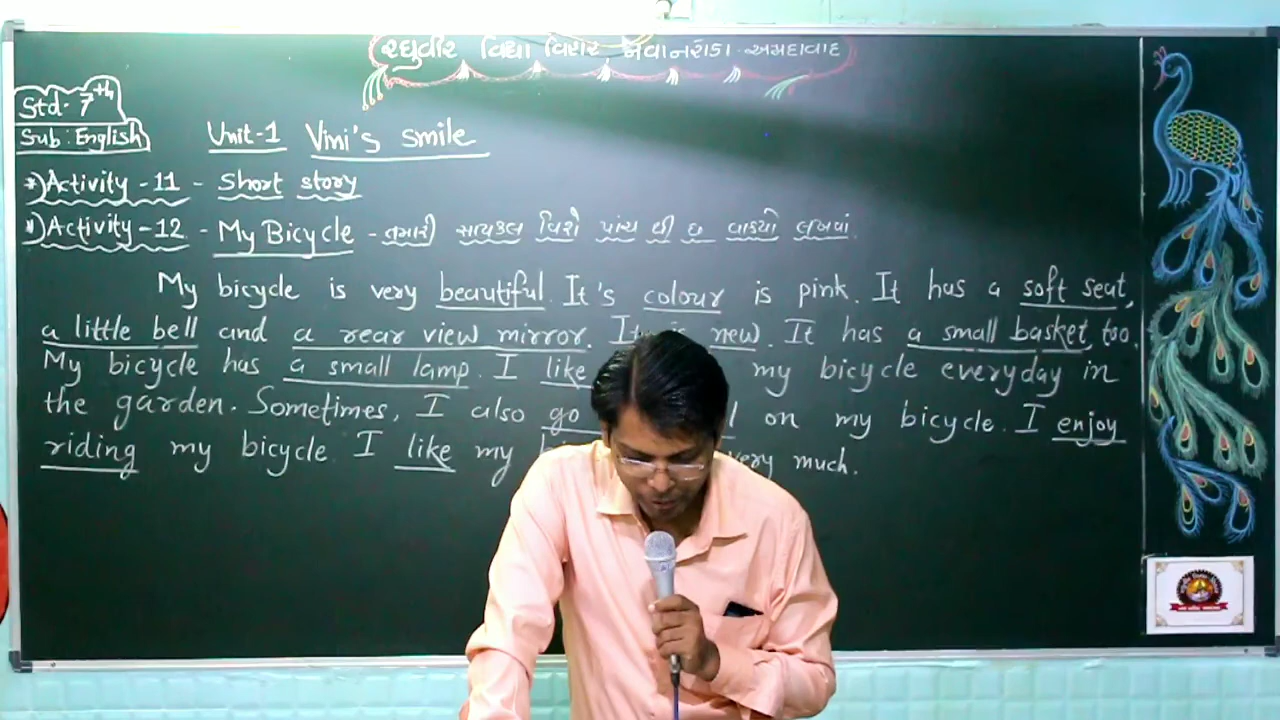 રઘુવીર વિદ્યા વિહાર, નવાનરોડા - અમદાવાદ
Std: 7th
Sub: English
Unit-1 Vini's smile
*) Activity - 11 - Short story
*) Activity - 12 - My Bicycle - તમારી સાયકલ વિશે પાંચ થી છ વાક્યો લખવાં.
My bicycle is very beautiful. It's colour is pink. It has a soft seat,
a little bell and a rear view mirror. It is new. It has a small basket too.
My bicycle has a small lamp. I like my bicycle everyday in
the garden. Sometimes, I also go on my bicycle. I enjoy
riding my bicycle. I like my very much.